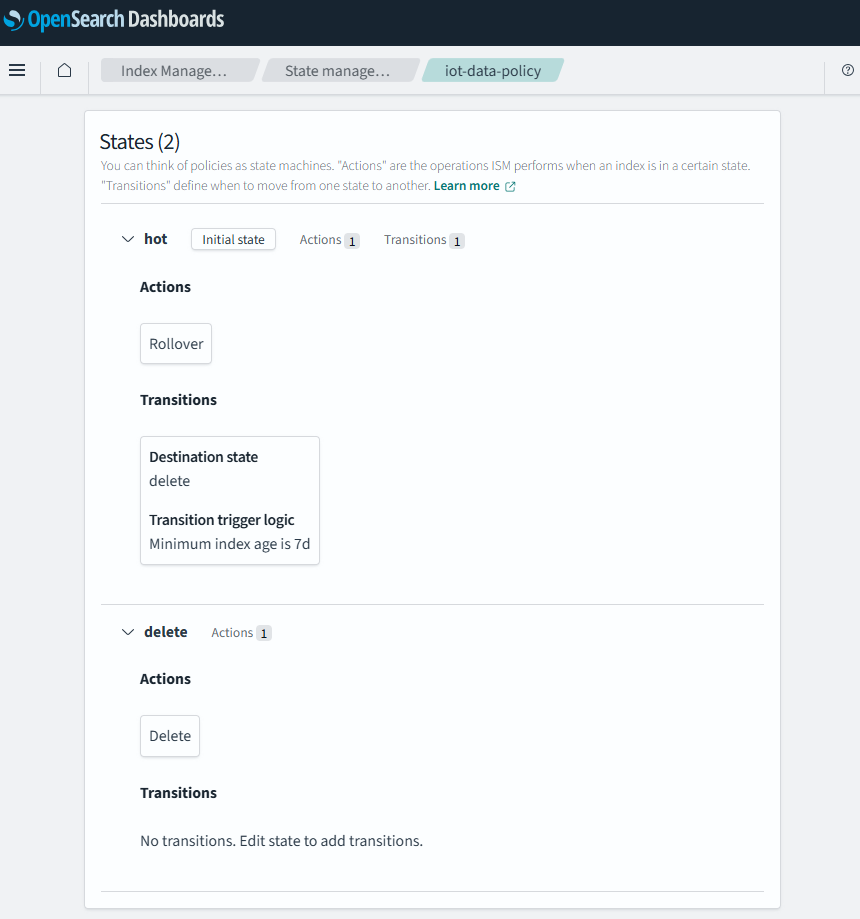 OpenSearch Dashboards
Index Manage…
State manage…
iot-data-policy
States (2)
You can think of policies as state machines. "Actions" are the operations ISM performs when an index is in a certain state.
"Transitions" define when to move from one state to another. Learn more
hot Initial state Actions 1 Transitions 1
Actions
Rollover
Transitions
Destination state
delete
Transition trigger logic
Minimum index age is 7d
delete Actions 1
Actions
Delete
Transitions
No transitions. Edit state to add transitions.